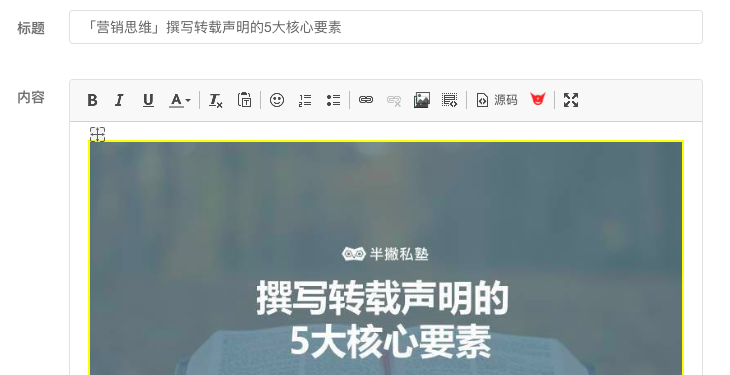 标题
「营销思维」撰写转载声明的5大核心要素
内容
B I U A Tx 源码
半撇私塾
撰写转载声明的
5大核心要素